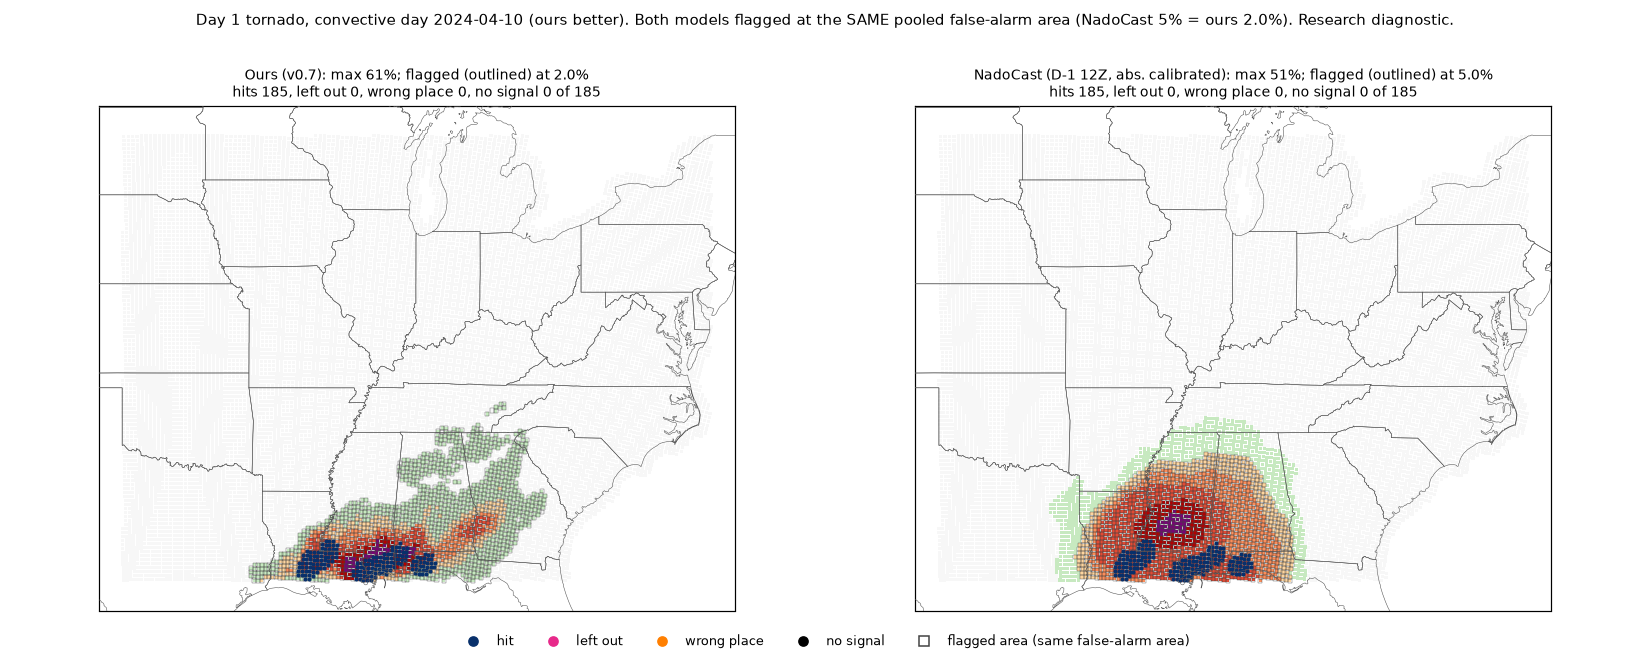 Day 1 tornado, convective day 2024-04-10 (ours better). Both models flagged at the SAME pooled false-alarm area (NadoCast 5% = ours 2.0%). Research diagnostic.
Ours (v0.7): max 61%; flagged (outlined) at 2.0%
hits 185, left out 0, wrong place 0, no signal 0 of 185
NadoCast (D-1 12Z, abs. calibrated): max 51%; flagged (outlined) at 5.0%
hits 185, left out 0, wrong place 0, no signal 0 of 185
hit left out wrong place no signal flagged area (same false-alarm area)